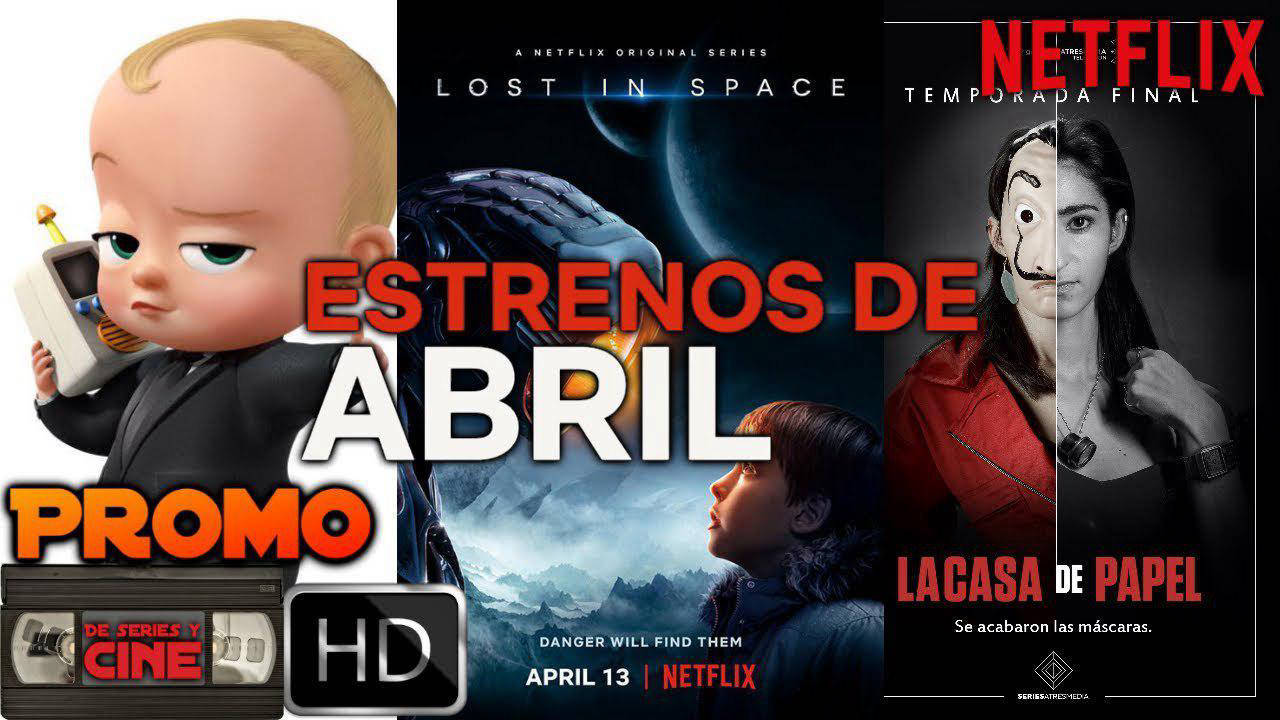 A NETFLIX ORIGINAL SERIES
LOST IN SPACE
NETFLIX
TEMPORADA FINAL
ESTRENOS DE
ABRIL
PROMO
DE SERIES Y
CINE
HD
DANGER WILL FIND THEM
APRIL 13 | NETFLIX
LA CASA DE PAPEL
Se acabaron las máscaras.
SERIESATRESMEDIA